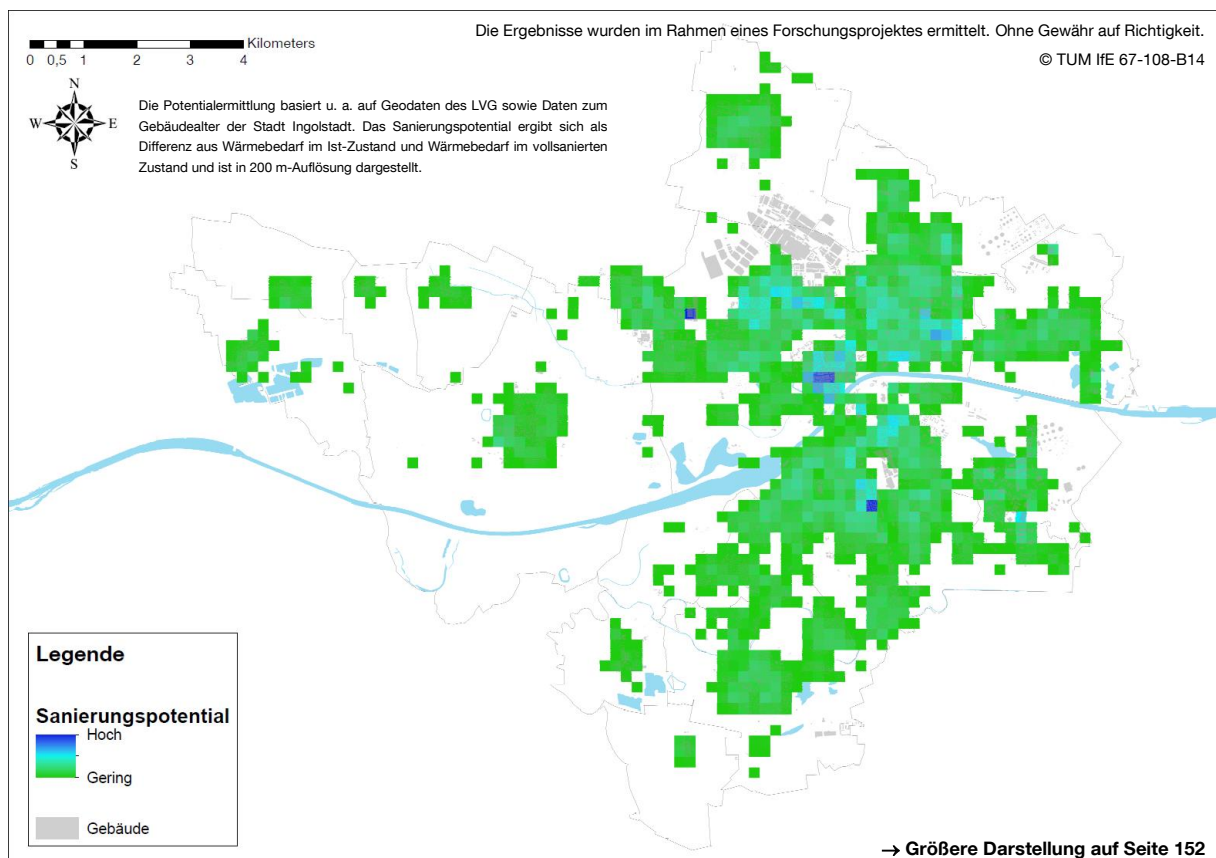 Die Ergebnisse wurden im Rahmen eines Forschungsprojektes ermittelt. Ohne Gewähr auf Richtigkeit.
© TUM IfE 67-108-B14
Kilometers
0 0,5 1 2 3 4
N
W E
S
Die Potentialermittlung basiert u. a. auf Geodaten des LVG sowie Daten zum
Gebäudealter der Stadt Ingolstadt. Das Sanierungspotential ergibt sich als
Differenz aus Wärmebedarf im Ist-Zustand und Wärmebedarf im vollsanierten
Zustand und ist in 200 m-Auflösung dargestellt.
Legende
Sanierungspotential
Hoch
Gering
Gebäude
→ Größere Darstellung auf Seite 152